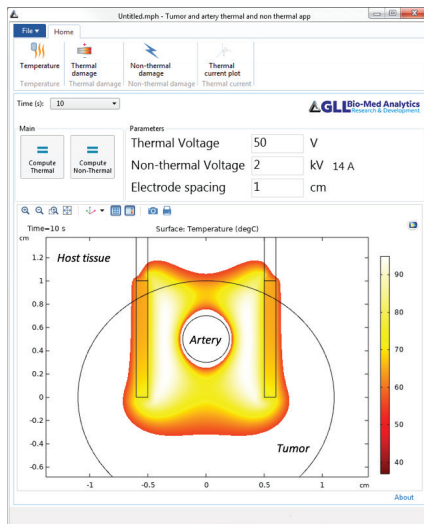 Untitled.mph - Tumor and artery thermal and non thermal app
File Home
Temperature Thermal damage Non-thermal damage Thermal current plot
Temperature Thermal damage Non-thermal damage Thermal current
Time (s): 10
GLL Bio-Med Analytics
Research & Development
Main Parameters
Compute Thermal
Compute Non-Thermal
Thermal Voltage 50 V
Non-thermal Voltage 2 kV 14 A
Electrode spacing 1 cm
Time=10 s Surface: Temperature (degC)
cm
1.2
1
0.8
0.6
0.4
0.2
0
-0.2
-0.4
-0.6
Host tissue
Artery
Tumor
90
80
70
60
50
40
-1 -0.5 0 0.5 1 cm
About